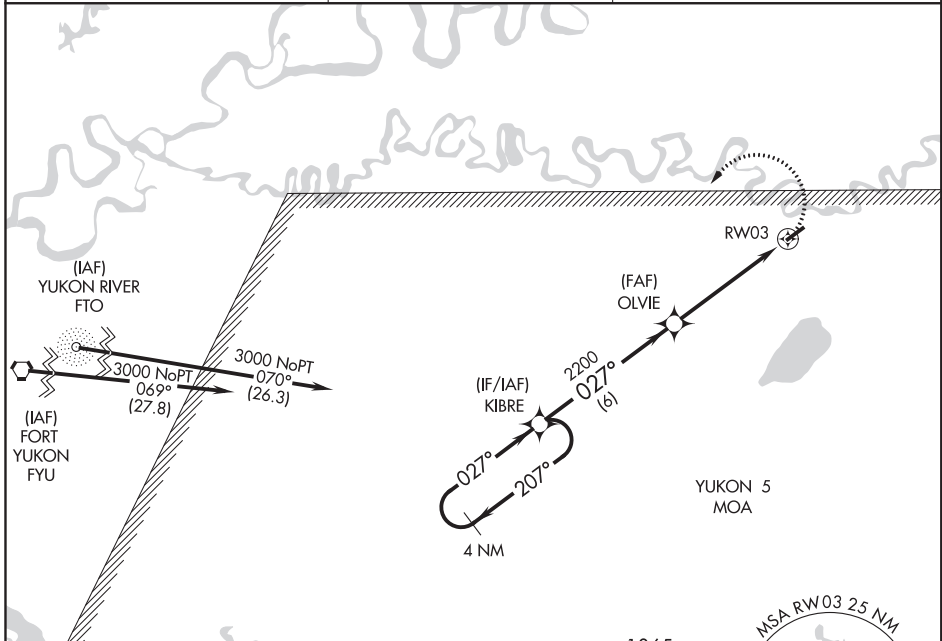 RW03
(FAF)
OLVIE
(IAF)
YUKON RIVER
FTO
3000 NoPT
070°
(26.3)
3000 NoPT
069°
(27.8)
(IAF)
FORT
YUKON
FYU
2200
027°
(6)
(IF/IAF)
KIBRE
027°
207°
4 NM
YUKON 5
MOA
MSA RW03 25 NM